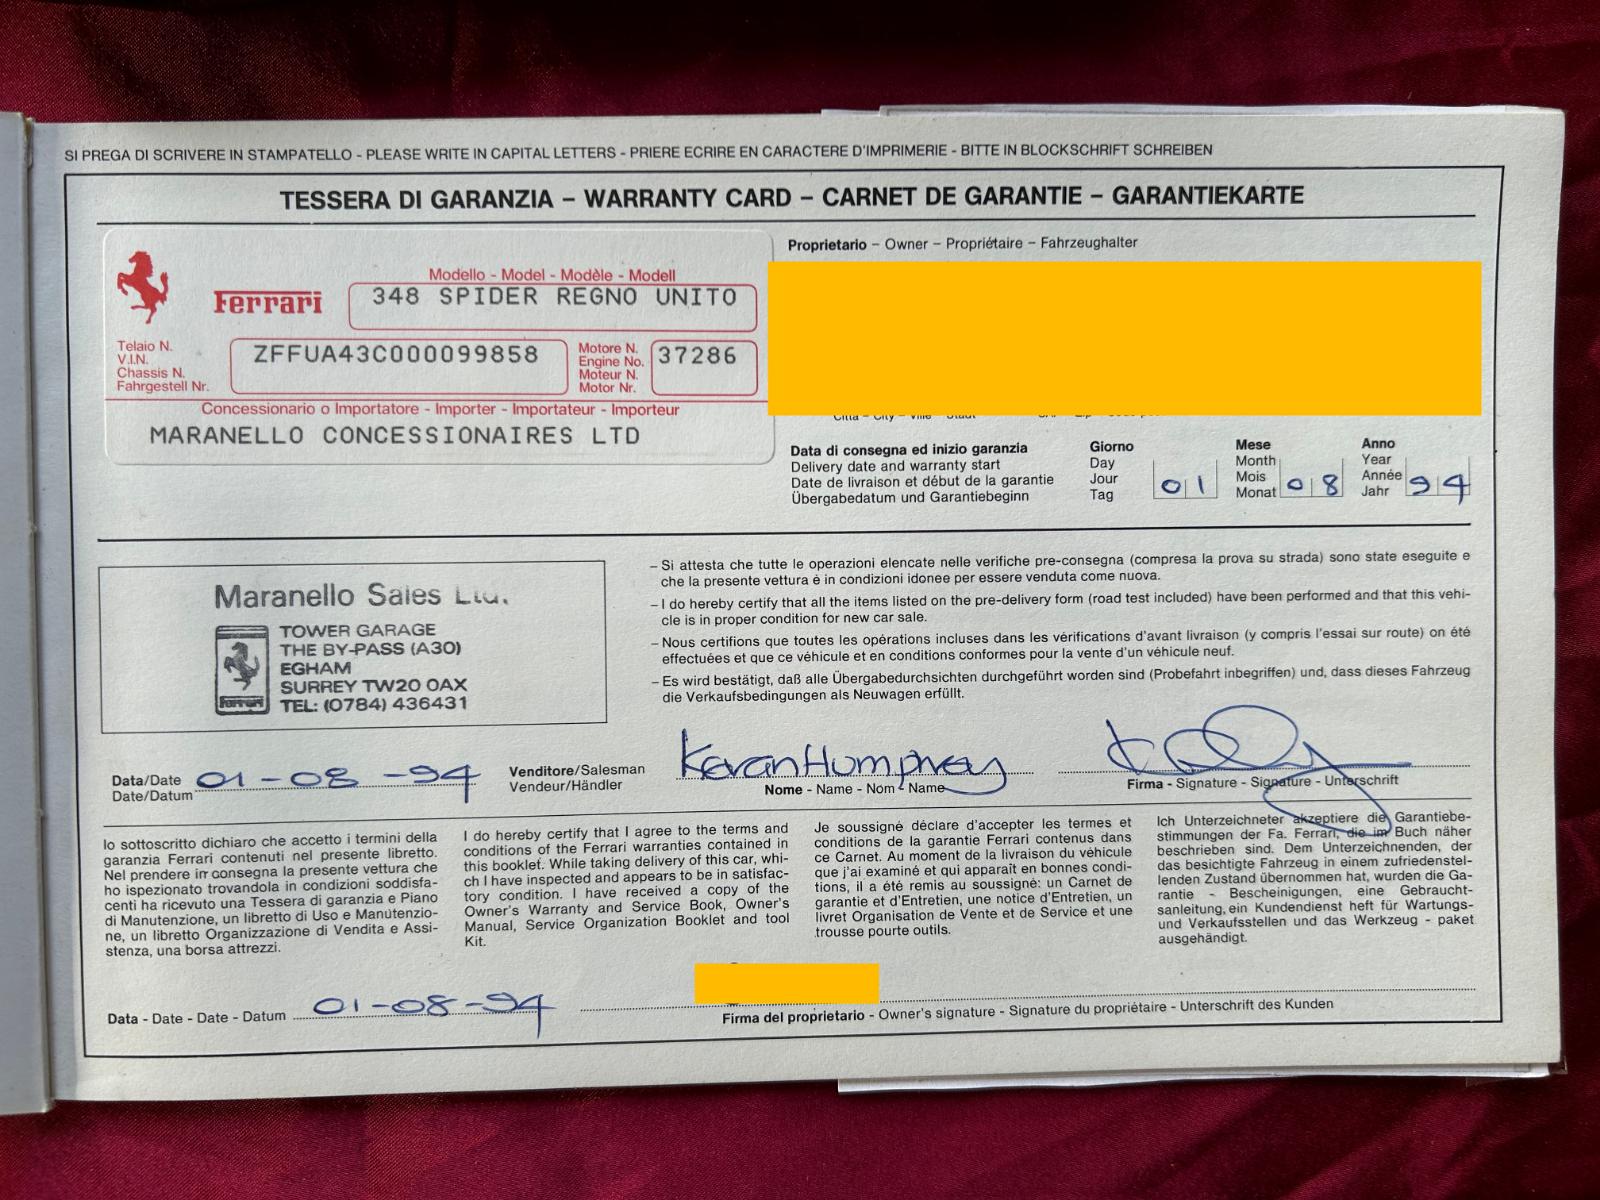 SI PREGA DI SCRIVERE IN STAMPATELLO - PLEASE WRITE IN CAPITAL LETTERS - PRIERE ECRIRE EN CARACTERE D'IMPRIMERIE - BITTE IN BLOCKSCHRIFT SCHREIBEN
TESSERA DI GARANZIA – WARRANTY CARD – CARNET DE GARANTIE – GARANTIEKARTE
Modello - Model - Modèle - Modell
Ferrari
348 SPIDER REGNO UNITO
Telaio N.
V.I.N.
Chassis N.
Fahrgestell Nr.
ZFFUA43C000099858
Motore N.
Engine No.
Moteur N.
Motor Nr.
37286
Concessionario o Importatore - Importer - Importateur - Importeur
MARANELLO CONCESSIONAIRES LTD
Proprietario – Owner – Propriétaire – Fahrzeughalter
Città – City – Ville
Data di consegna ed inizio garanzia
Delivery date and warranty start
Date de livraison et début de la garantie
Übergabedatum und Garantiebeginn
Giorno
Day
Jour
Tag
01
Mese
Month
Mois
Monat
08
Anno
Year
Année
Jahr
94
Maranello Sales Ltd.
TOWER GARAGE
THE BY-PASS (A30)
EGHAM
SURREY TW20 0AX
TEL: (0784) 436431
Ferrari
– Si attesta che tutte le operazioni elencate nelle verifiche pre-consegna (compresa la prova su strada) sono state eseguite e
che la presente vettura è in condizioni idonee per essere venduta come nuova.
– I do hereby certify that all the items listed on the pre-delivery form (road test included) have been performed and that this vehi-
cle is in proper condition for new car sale.
– Nous certifions que toutes les opérations incluses dans les vérifications d'avant livraison (y compris l'essai sur route) on été
effectuées et que ce véhicule et en conditions conformes pour la vente d'un véhicule neuf.
– Es wird bestätigt, daß alle Übergabedurchsichten durchgeführt worden sind (Probefahrt inbegriffen) und, dass dieses Fahrzeug
die Verkaufsbedingungen als Neuwagen erfüllt.
Data/Date
Date/Datum
01-08-94
Venditore/Salesman
Vendeur/Händler
Humphrey
Nome - Name - Nom - Name
Firma - Signature - Signature - Unterschrift
Io sottoscritto dichiaro che accetto i termini della
garanzia Ferrari contenuti nel presente libretto.
Nel prendere in consegna la presente vettura che
ho ispezionato trovandola in condizioni soddisfa-
centi ha ricevuto una Tessera di garanzia e Piano
di Manutenzione, un libretto di Uso e Manutenzio-
ne, un libretto Organizzazione di Vendita e Assi-
stenza, una borsa attrezzi.
I do hereby certify that I agree to the terms and
conditions of the Ferrari warranties contained in
this booklet. While taking delivery of this car, whi-
ch I have inspected and appears to be in satisfac-
tory condition. I have received a copy of the
Owner's Warranty and Service Book, Owner's
Manual, Service Organization Booklet and tool
Kit.
Je soussigné déclare d'accepter les termes et
conditions de la garantie Ferrari contenus dans
ce Carnet. Au moment de la livraison du véhicule
que j'ai examiné et qui apparaît en bonnes condi-
tions, il a été remis au soussigné: un Carnet de
garantie et d'Entretien, une notice d'Entretien, un
livret Organisation de Vente et de Service et une
trousse pourte outils.
Ich Unterzeichneter akzeptiere die Garantiebe-
stimmungen der Fa. Ferrari, die im Buch näher
beschrieben sind. Dem Unterzeichnenden, der
das besichtigte Fahrzeug in einem zufriedenstel-
lenden Zustand übernommen hat, wurden die Ga-
rantie - Bescheinigungen, eine Gebraucht-
sanleitung, ein Kundendienst heft für Wartungs-
und Verkaufsstellen und das Werkzeug - paket
ausgehändigt.
Data - Date - Date - Datum 01-08-94
Firma del proprietario - Owner's signature - Signature du propriétaire - Unterschrift des Kunden